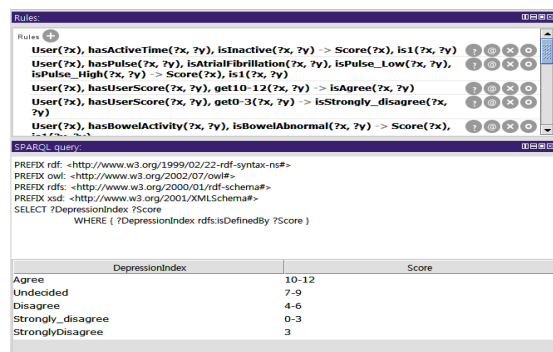 Rules:
Rules
User(?x), hasActiveTime(?x, ?y), isInactive(?x, ?y) -> Score(?x), is1(?x, ?y)
User(?x), hasPulse(?x, ?y), isAtrialFibrillation(?x, ?y), isPulse_Low(?x, ?y),
isPulse_High(?x, ?y) -> Score(?x), is1(?x, ?y)
User(?x), hasUserScore(?x, ?y), get10-12(?x, ?y) -> isAgree(?x, ?y)
User(?x), hasUserScore(?x, ?y), get0-3(?x, ?y) -> isStrongly_disagree(?x,
?y)
User(?x), hasBowelActivity(?x, ?y), isBowelAbnormal(?x, ?y) -> Score(?x),
SPARQL query:
PREFIX rdf: <http://www.w3.org/1999/02/22-rdf-syntax-ns#>
PREFIX owl: <http://www.w3.org/2002/07/owl#>
PREFIX rdfs: <http://www.w3.org/2000/01/rdf-schema#>
PREFIX xsd: <http://www.w3.org/2001/XMLSchema#>
SELECT ?DepressionIndex ?Score
WHERE { ?DepressionIndex rdfs:isDefinedBy ?Score }
DepressionIndex Score
Agree 10-12
Undecided 7-9
Disagree 4-6
Strongly_disagree 0-3
StronglyDisagree 3